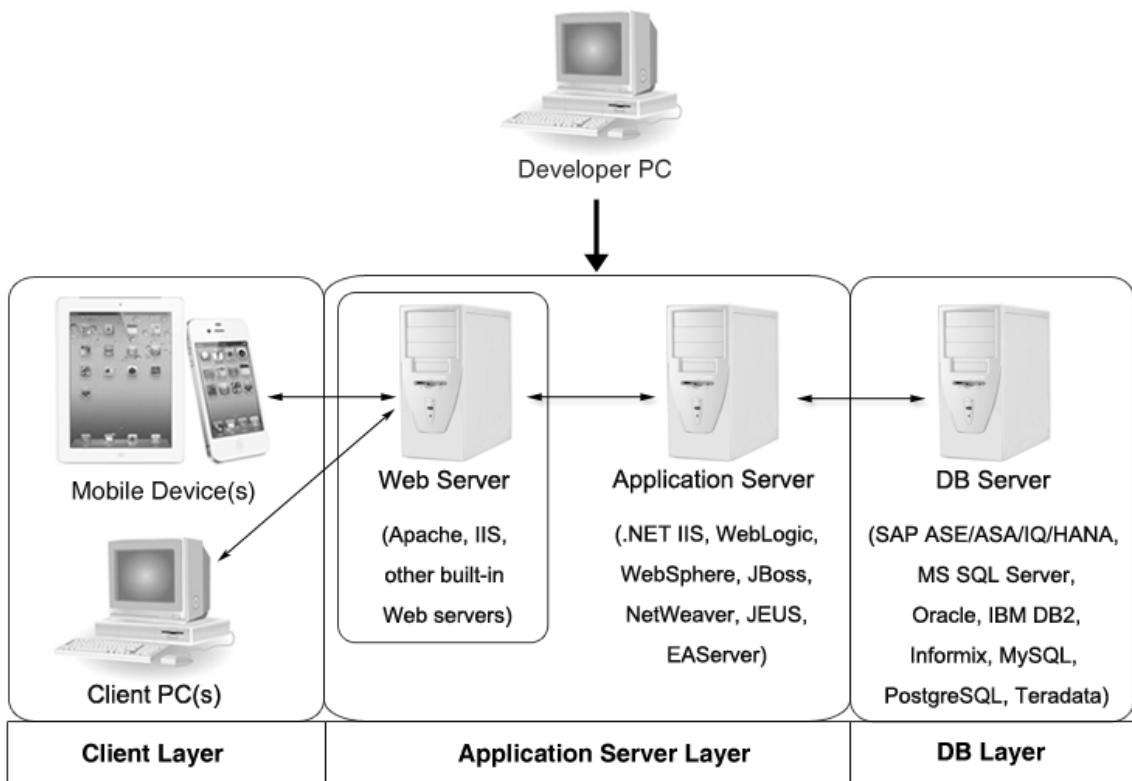 Developer PC
Mobile Device(s)
Client PC(s)
Web Server
(Apache, IIS,
other built-in
Web servers)
Application Server
(.NET IIS, WebLogic,
WebSphere, JBoss,
NetWeaver, JEUS,
EAServer)
DB Server
(SAP ASE/ASA/IQ/HANA,
MS SQL Server,
Oracle, IBM DB2,
Informix, MySQL,
PostgreSQL, Teradata)
Client Layer
Application Server Layer
DB Layer